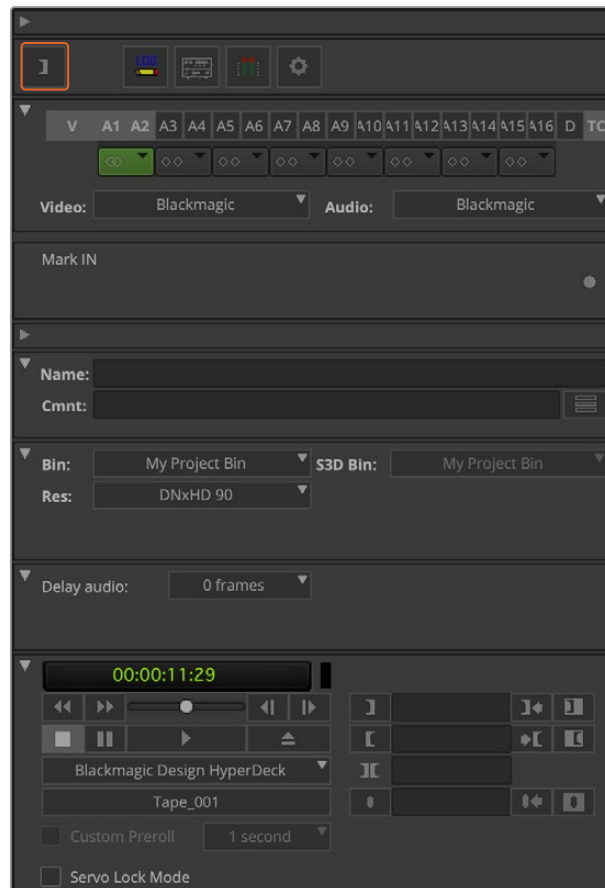 LOG
V A1 A2 A3 A4 A5 A6 A7 A8 A9 A10 A11 A12 A13 A14 A15 A16 D TC
Video: Blackmagic Audio: Blackmagic
Mark IN
Name:
Cmnt:
Bin: My Project Bin S3D Bin: My Project Bin
Res: DNxHD 90
Delay audio: 0 frames
00:00:11:29
Blackmagic Design HyperDeck
Tape_001
Custom Preroll 1 second
Servo Lock Mode